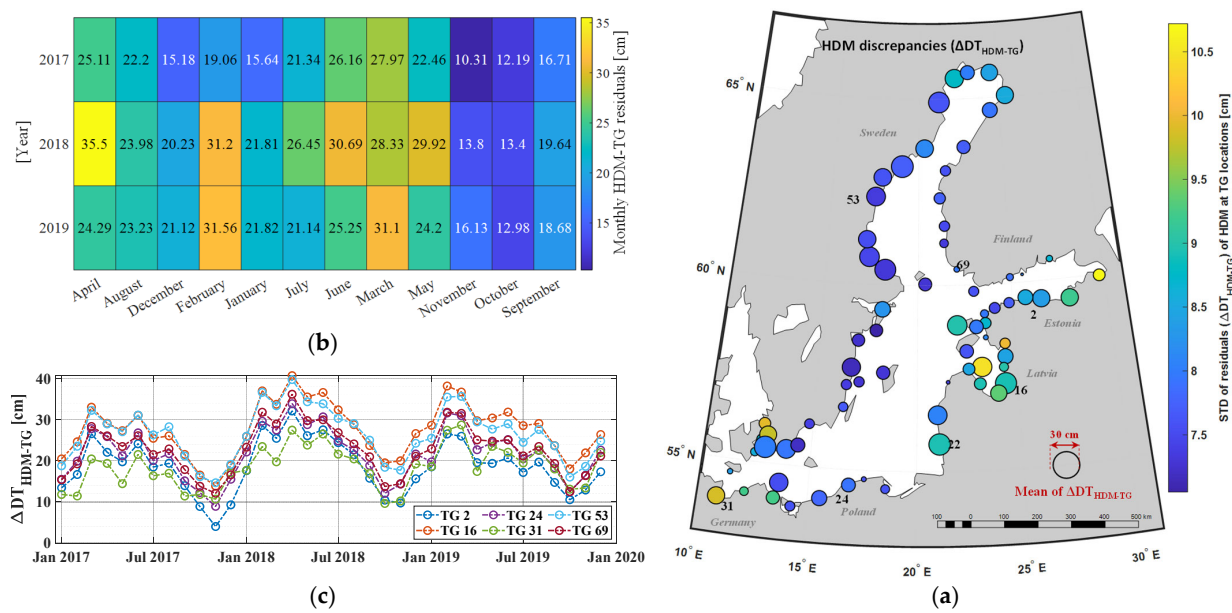 2017
25.11 22.2 15.18 19.06 15.64 21.34 26.16 27.97 22.46 10.31 12.19 16.71
2018
35.5 23.98 20.23 31.2 21.81 26.45 30.69 28.33 29.92 13.8 13.4 19.64
2019
24.29 23.23 21.12 31.56 21.82 21.14 25.25 31.1 24.2 16.13 12.98 18.68
[Year]
April August December February January July June March May November October September
35
30
25
20
15
Monthly HDM-TG residuals [cm]
(b)
ΔDT_HDM-TG [cm]
40
30
20
10
0
Jan 2017 Jul 2017 Jan 2018 Jul 2018 Jan 2019 Jul 2019 Jan 2020
TG 2 TG 24 TG 53
TG 16 TG 31 TG 69
(c)
HDM discrepancies (ΔDT_HDM-TG)
65° N
60° N
55° N
10° E
15° E
20° E
25° E
30° E
Sweden
Finland
Estonia
Latvia
Poland
Germany
53
69
2
16
22
24
31
30 cm
Mean of ΔDT_HDM-TG
100 0 100 200 300 400 500 km
10.5
10
9.5
9
8.5
8
7.5
STD of residuals (ΔDT_HDM-TG) of HDM at TG locations [cm]
(a)